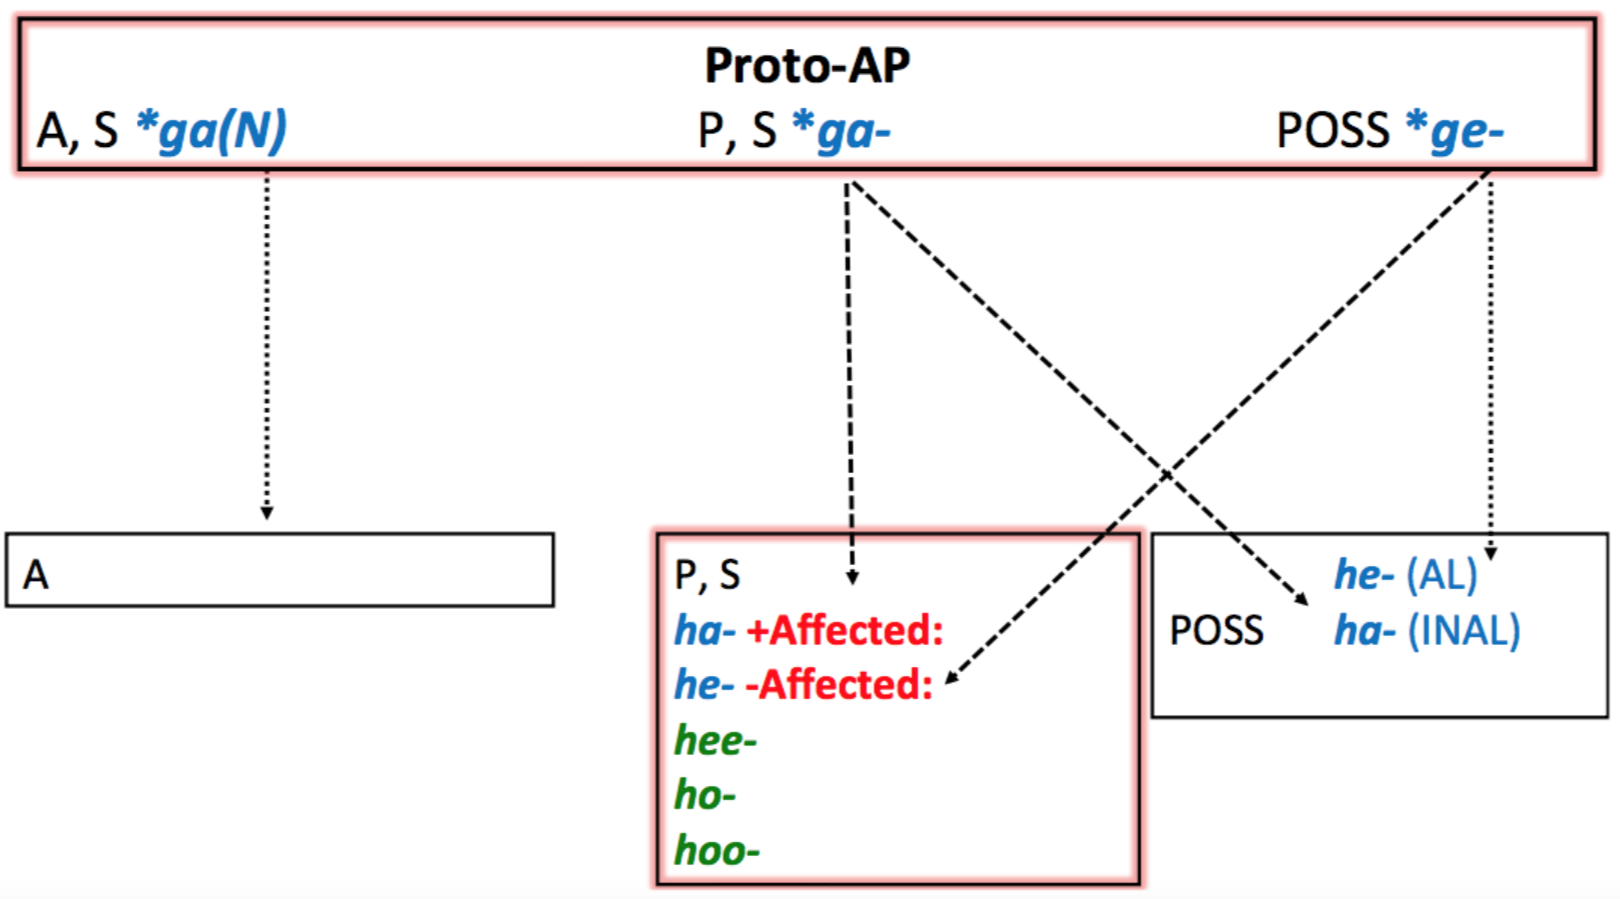 Proto-AP
A, S *ga(N) P, S *ga- POSS *ge-
A
P, S
ha- +Affected:
he- -Affected:
hee-
ho-
hoo-
he- (AL)
POSS ha- (INAL)